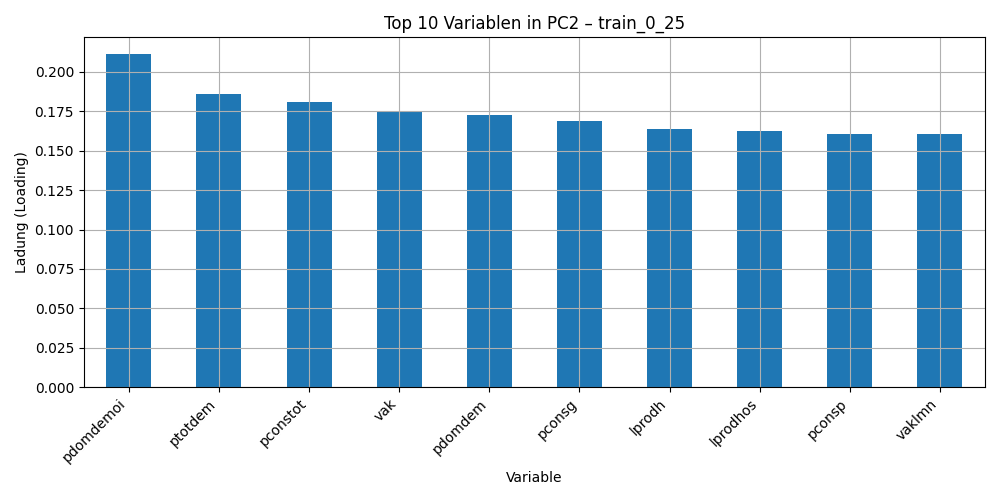 Top 10 Variablen in PC2 – train_0_25
Ladung (Loading)
0.200
0.175
0.150
0.125
0.100
0.075
0.050
0.025
0.000
pdomdemoi
ptotdem
pconstot
vak
pdomdem
pconsg
lprodh
lprodhos
pconsp
vaklmn
Variable